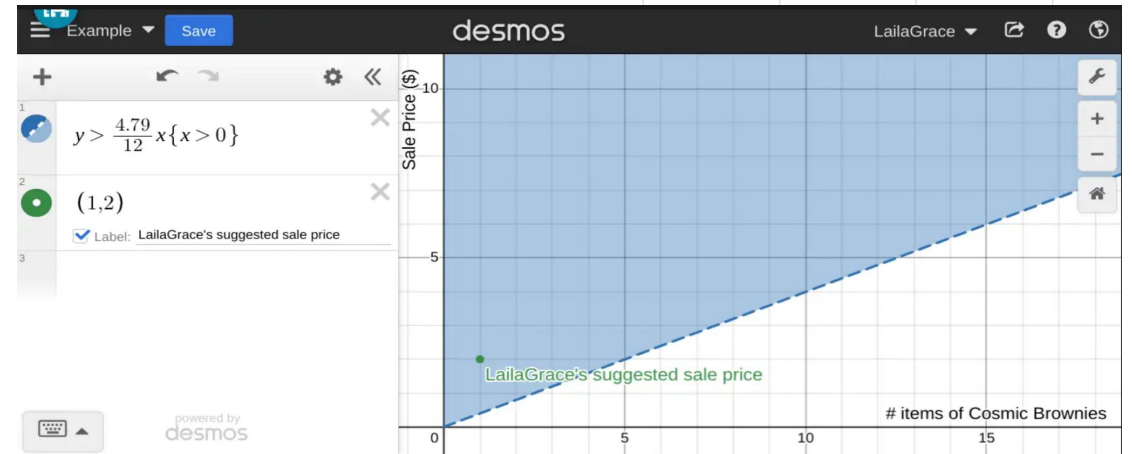 Example Save desmos LailaGrace
1
y > 4.79/12 x{x > 0}
2
(1,2)
Label: LailaGrace's suggested sale price
3
powered by
desmos
Sale Price ($)
10
5
LailaGrace's suggested sale price
# items of Cosmic Brownies
0 5 10 15